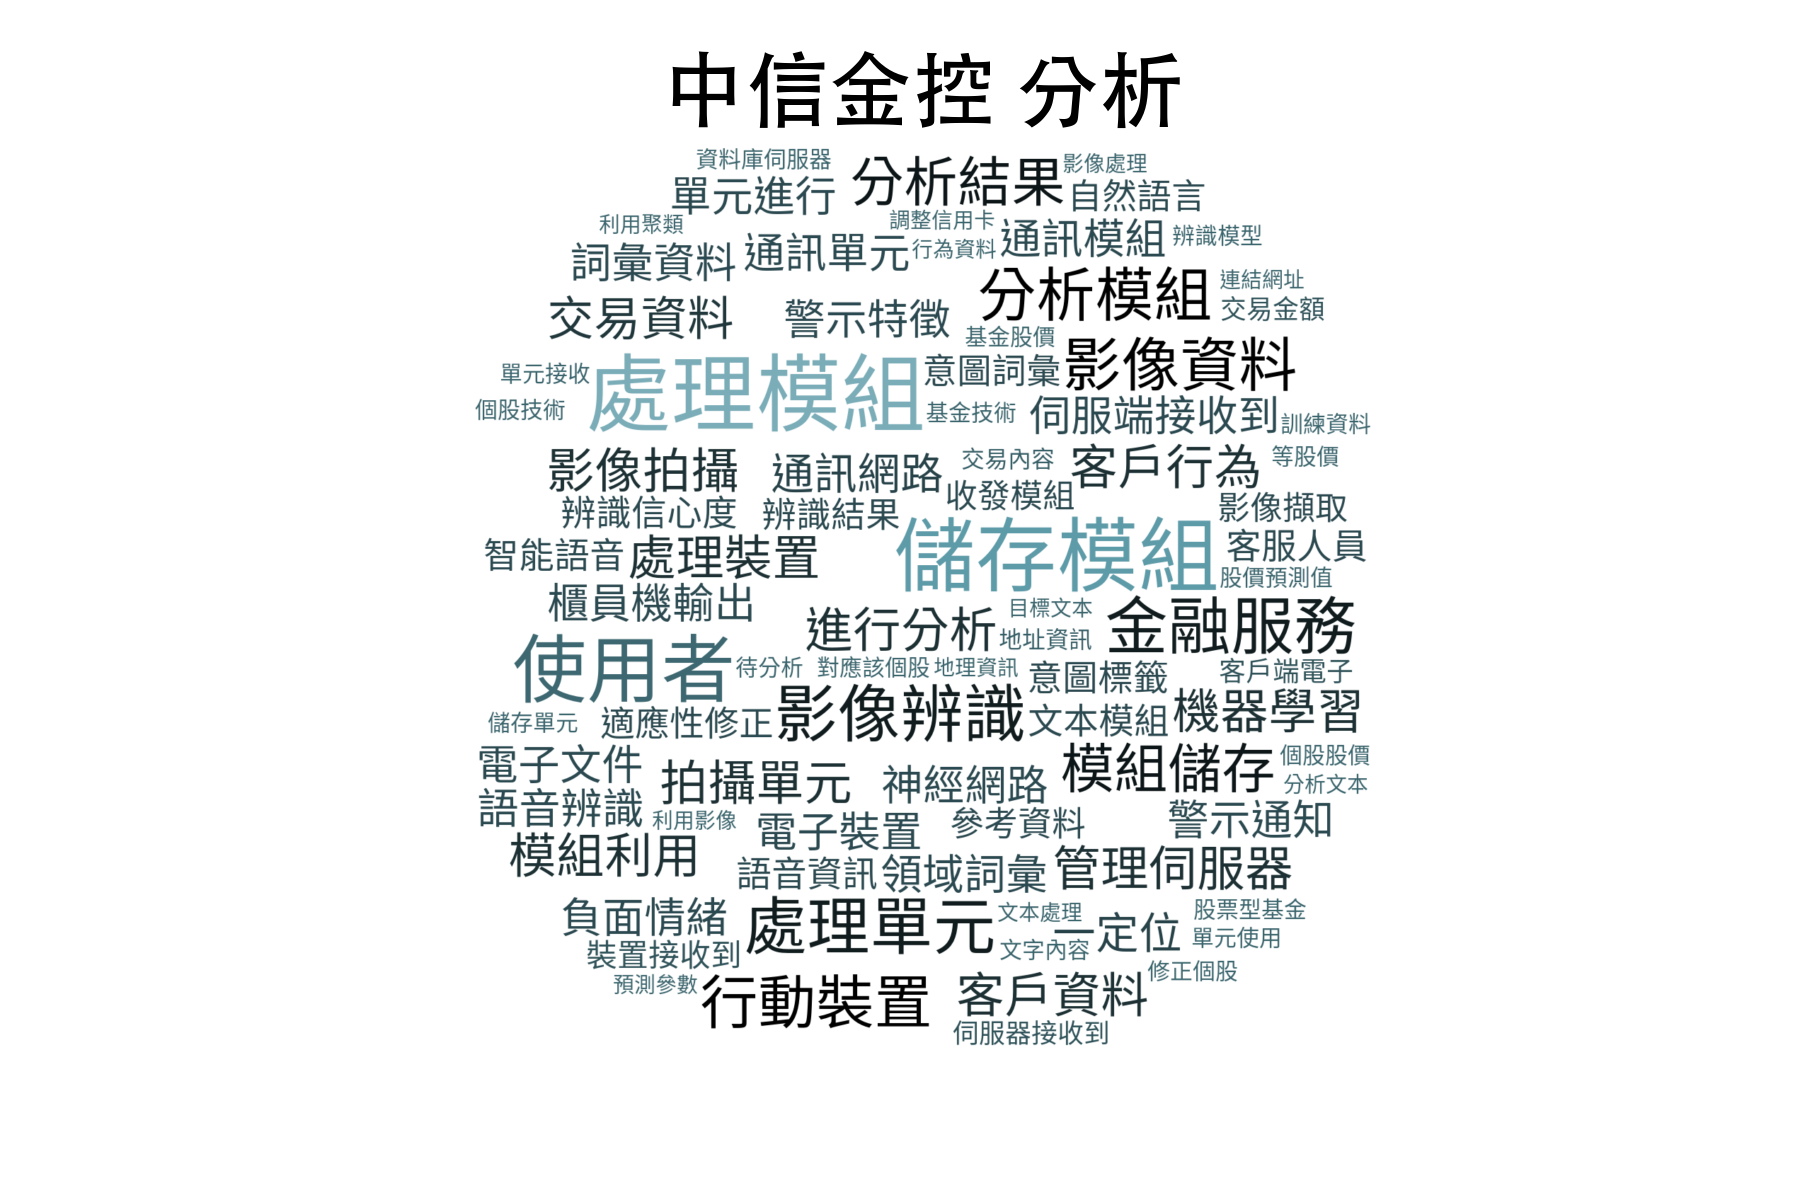 中信金控 分析
資料庫伺服器
影像處理
單元進行
分析結果
自然語言
利用聚類
調整信用卡
詞彙資料
通訊單元
行為資料
通訊模組
辨識模型
分析模組
連結網址
交易資料
警示特徵
交易金額
基金股價
單元接收
處理模組
意圖詞彙
影像資料
個股技術
基金技術
伺服端接收到
訓練資料
影像拍攝
通訊網路
交易內容
客戶行為
等股價
收發模組
辨識信心度
辨識結果
影像擷取
智能語音
處理裝置
儲存模組
客服人員
股價預測值
櫃員機輸出
進行分析
目標文本
金融服務
地址資訊
使用者
待分析
對應該個股
地理資訊
意圖標籤
客戶端電子
儲存單元
適應性修正
影像辨識
文本模組
機器學習
電子文件
拍攝單元
神經網路
模組儲存
個股股價
分析文本
語音辨識
利用影像
電子裝置
參考資料
警示通知
模組利用
語音資訊
領域詞彙
管理伺服器
負面情緒
處理單元
文本處理
一定位
股票型基金
裝置接收到
文字內容
單元使用
預測參數
行動裝置
客戶資料
修正個股
伺服器接收到